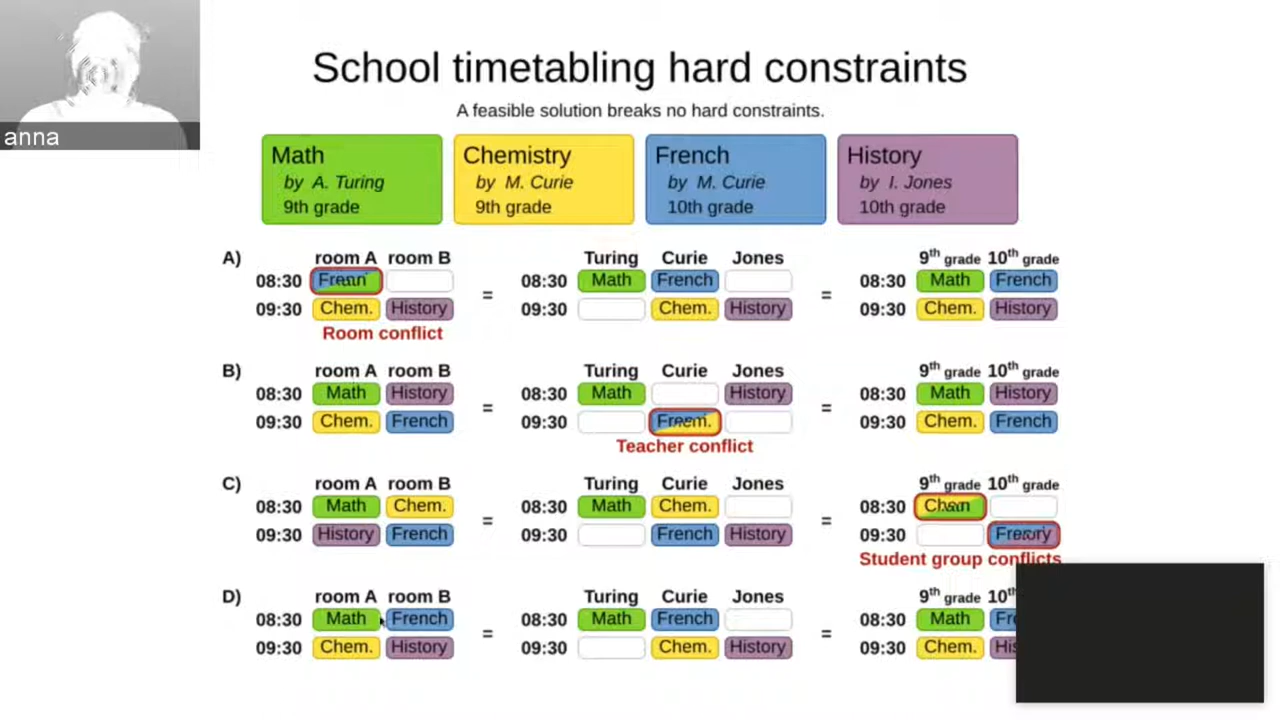 anna
School timetabling hard constraints
A feasible solution breaks no hard constraints.
Math Chemistry French History
by A. Turing by M. Curie by M. Curie by I. Jones
9th grade 9th grade 10th grade 10th grade
A) room A room B Turing Curie Jones 9th grade 10th grade
08:30 = 08:30 Math French = 08:30 Math French
09:30 Chem. History 09:30 Chem. History 09:30 Chem. History
Room conflict
B) room A room B Turing Curie Jones 9th grade 10th grade
08:30 Math History = 08:30 Math History = 08:30 Math History
09:30 Chem. French 09:30 09:30 Chem. French
Teacher conflict
C) room A room B Turing Curie Jones 9th grade 10th grade
08:30 Math Chem. = 08:30 Math Chem. = 08:30
09:30 History French 09:30 French History 09:30
Student group conflicts
D) room A room B Turing Curie Jones 9th grade 10th
08:30 Math French = 08:30 Math French = 08:30 Math Fr
09:30 Chem. History 09:30 Chem. History 09:30 Chem. His